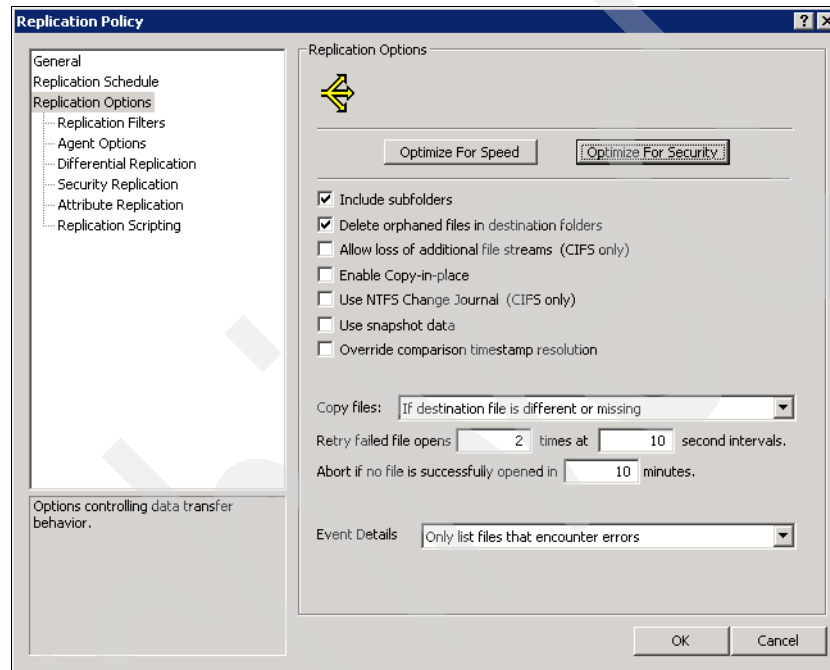 Replication Policy
General
Replication Schedule
Replication Options
Replication Filters
Agent Options
Differential Replication
Security Replication
Attribute Replication
Replication Scripting
Options controlling data transfer
behavior.
Replication Options
Optimize For Speed Optimize For Security
Include subfolders
Delete orphaned files in destination folders
Allow loss of additional file streams (CIFS only)
Enable Copy-in-place
Use NTFS Change Journal (CIFS only)
Use snapshot data
Override comparison timestamp resolution
Copy files: If destination file is different or missing
Retry failed file opens 2 times at 10 second intervals.
Abort if no file is successfully opened in 10 minutes.
Event Details Only list files that encounter errors
OK Cancel